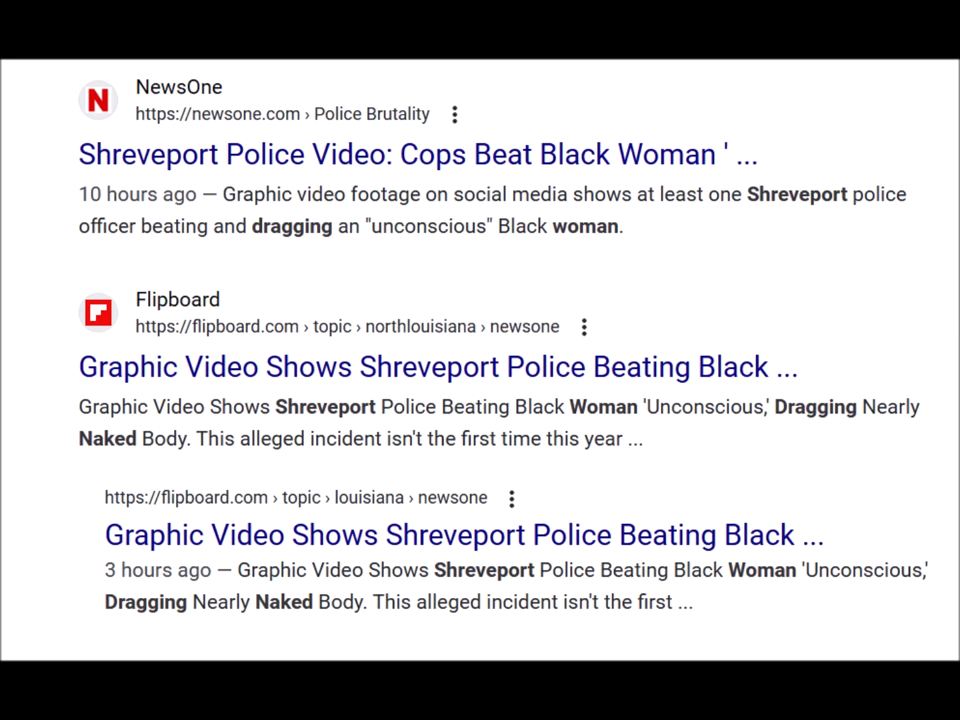 N
NewsOne
https://newsone.com › Police Brutality
Shreveport Police Video: Cops Beat Black Woman ' ...
10 hours ago — Graphic video footage on social media shows at least one Shreveport police
officer beating and dragging an "unconscious" Black woman.
Flipboard
https://flipboard.com › topic › northlouisiana › newsone
Graphic Video Shows Shreveport Police Beating Black ...
Graphic Video Shows Shreveport Police Beating Black Woman 'Unconscious,' Dragging Nearly
Naked Body. This alleged incident isn't the first time this year ...
https://flipboard.com › topic › louisiana › newsone
Graphic Video Shows Shreveport Police Beating Black ...
3 hours ago — Graphic Video Shows Shreveport Police Beating Black Woman 'Unconscious,'
Dragging Nearly Naked Body. This alleged incident isn't the first ...